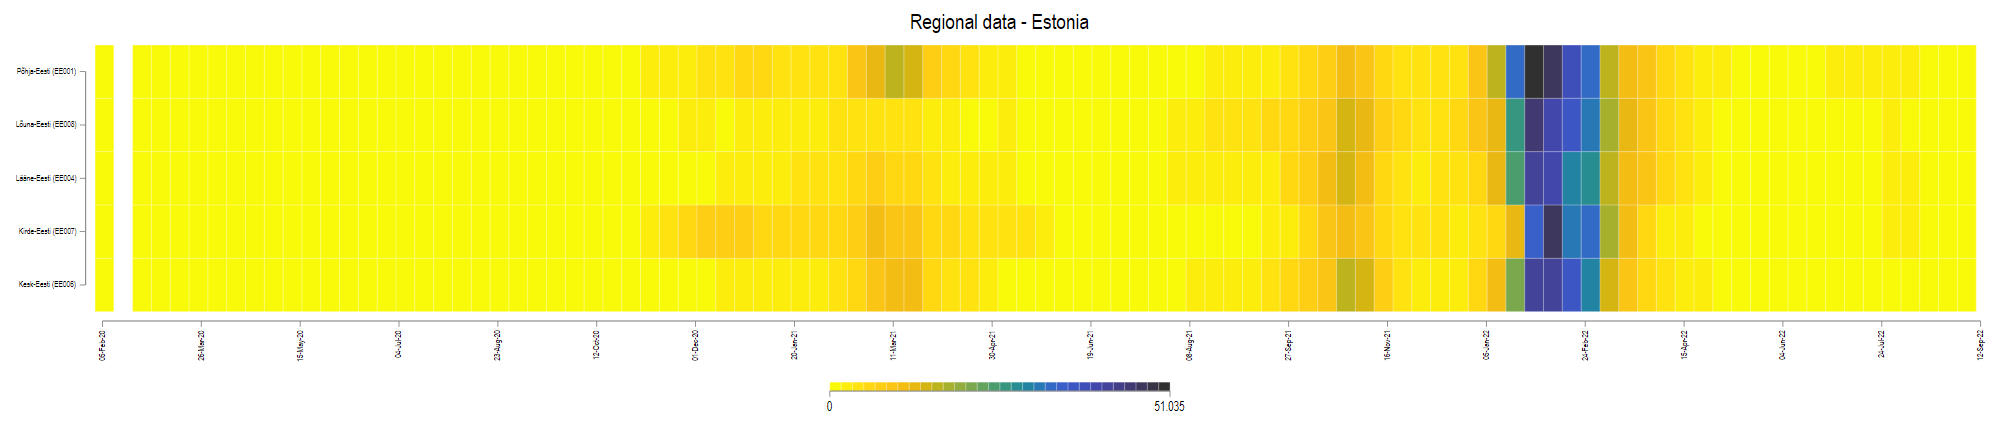 Regional data - Estonia
Põhja-Eesti (EE001)
Lõuna-Eesti (EE008)
Lääne-Eesti (EE004)
Kirde-Eesti (EE007)
Kesk-Eesti (EE006)
05-Feb-20
26-Mar-20
15-May-20
04-Jul-20
23-Aug-20
12-Oct-20
01-Dec-20
20-Jan-21
11-Mar-21
30-Apr-21
19-Jun-21
08-Aug-21
27-Sep-21
16-Nov-21
05-Jan-22
24-Feb-22
15-Apr-22
04-Jun-22
24-Jul-22
12-Sep-22
0
51.035